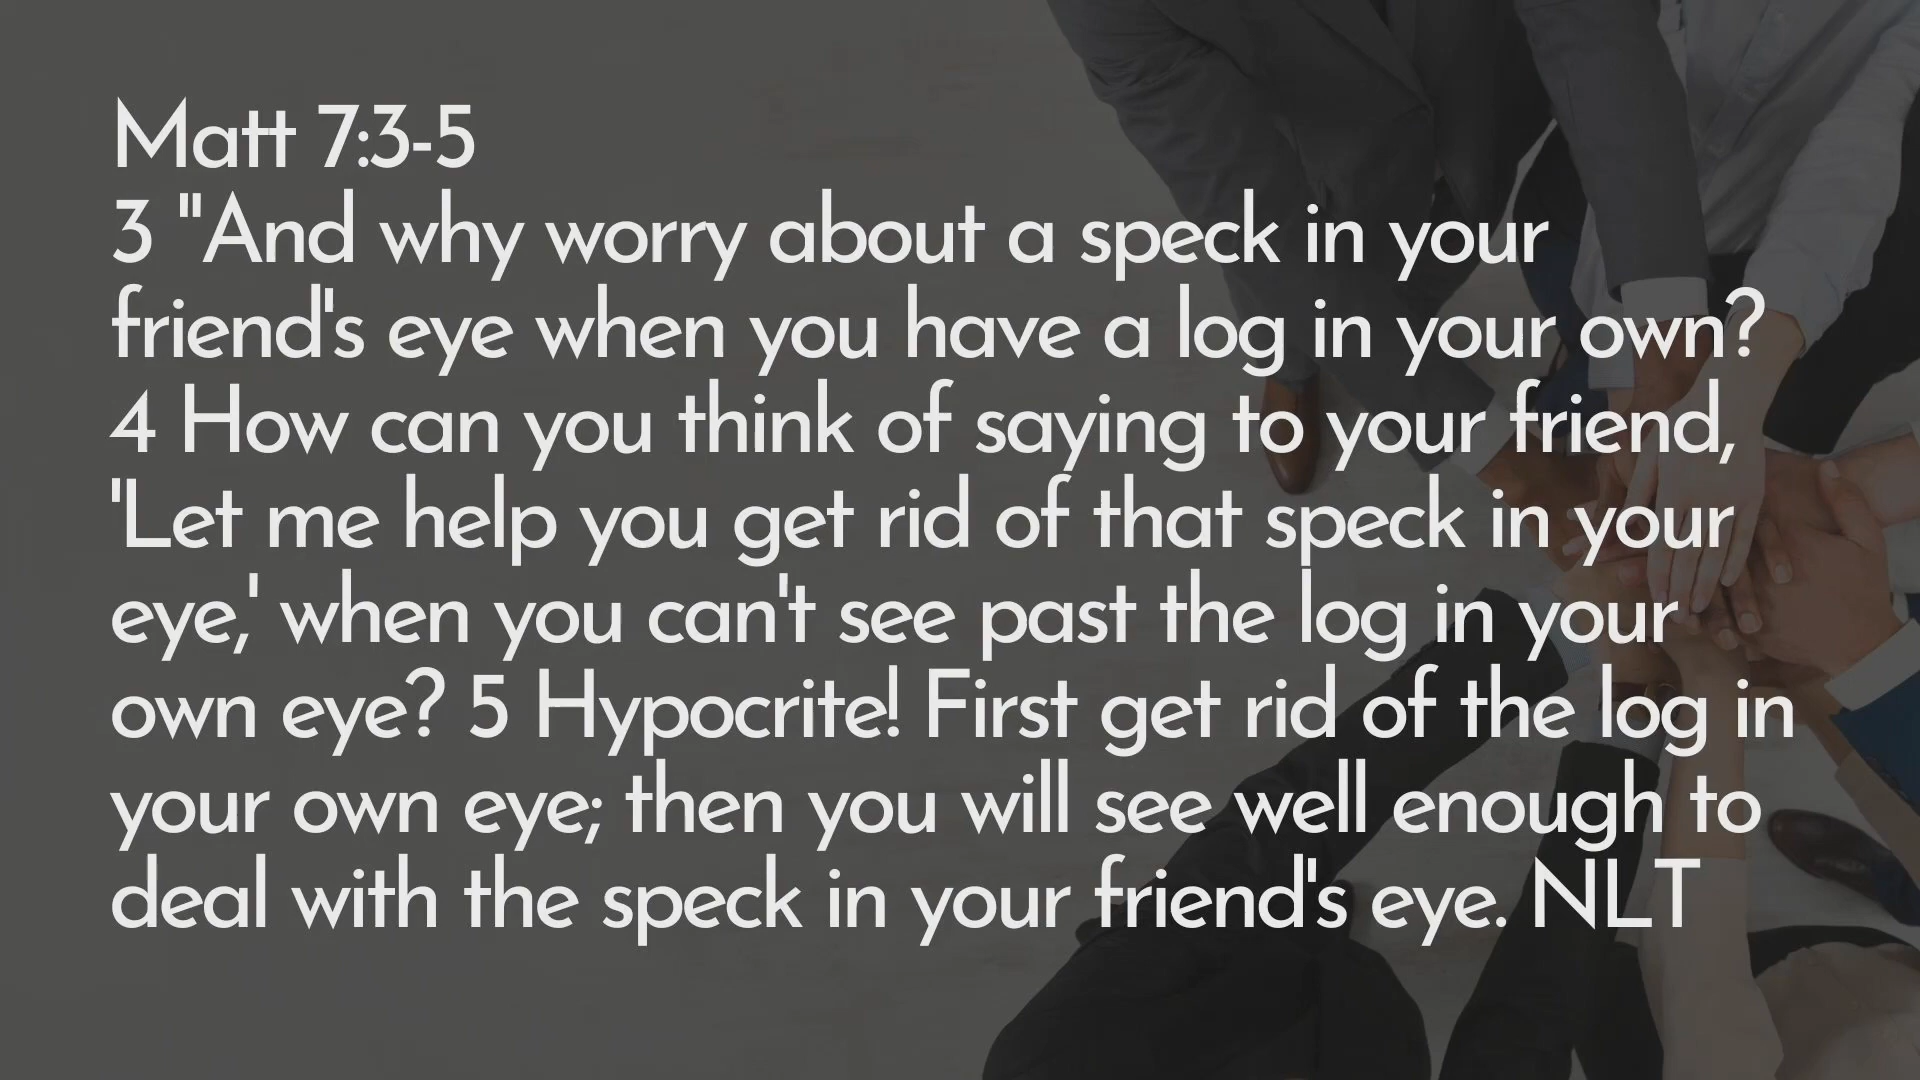 Matt 7:3-5
3 "And why worry about a speck in your
friend's eye when you have a log in your own?
4 How can you think of saying to your friend,
'Let me help you get rid of that speck in your
eye,' when you can't see past the log in your
own eye? 5 Hypocrite! First get rid of the log in
your own eye; then you will see well enough to
deal with the speck in your friend's eye. NLT